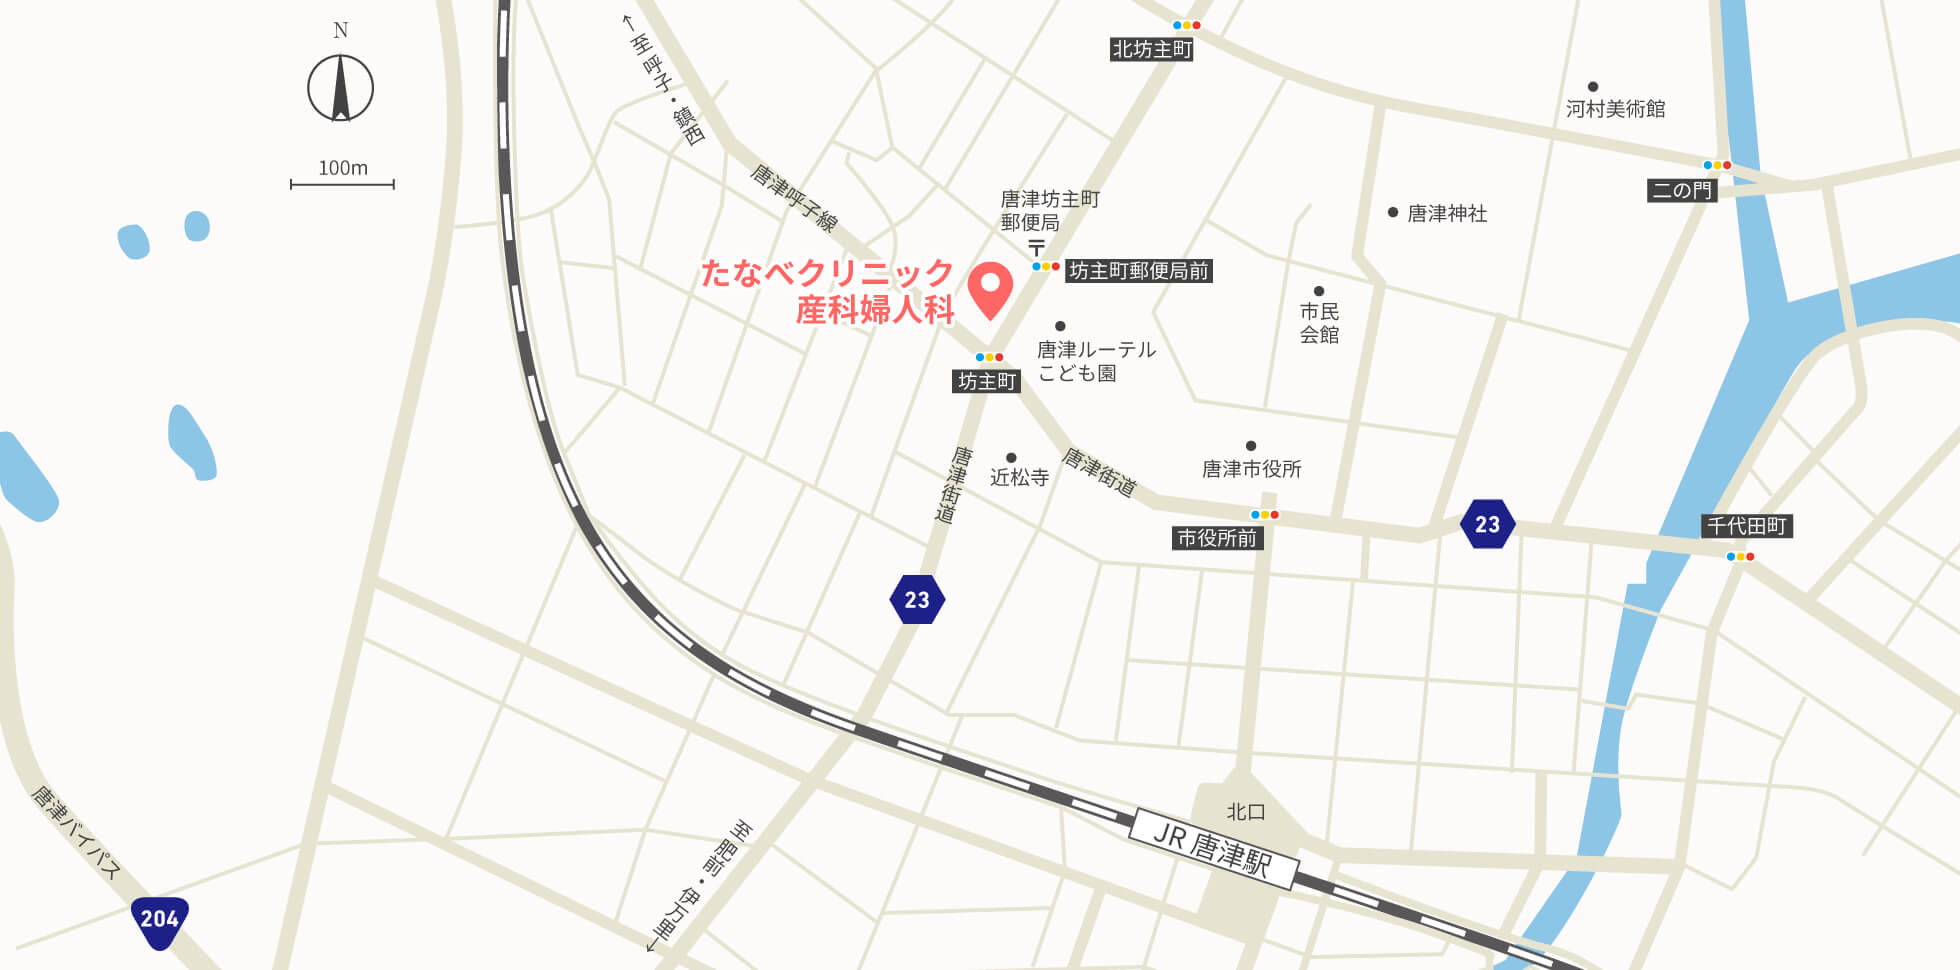 N
100m
←至 呼子・鎮西
北坊主町
河村美術館
二の門
唐津呼子線
唐津坊主町
郵便局
〒
坊主町郵便局前
唐津神社
たなべクリニック
産科婦人科
市民
会館
唐津ルーテル
こども園
坊主町
唐津街道
近松寺
唐津街道
唐津市役所
市役所前
23
千代田町
23
北口
JR 唐津駅
至 肥前・伊万里→
唐津バイパス
204